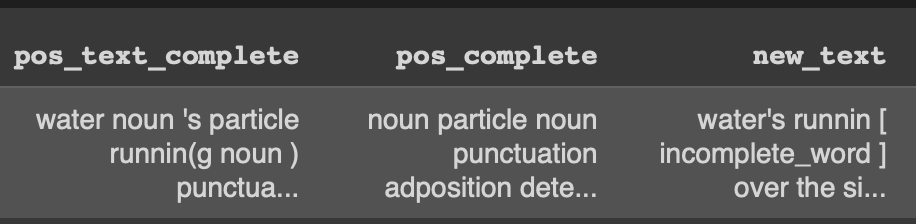 pos_text_complete pos_complete new_text
water noun 's particle noun particle noun water's runnin [
runnin(g noun ) punctuation incomplete_word ]
punctua... adposition dete... over the si...